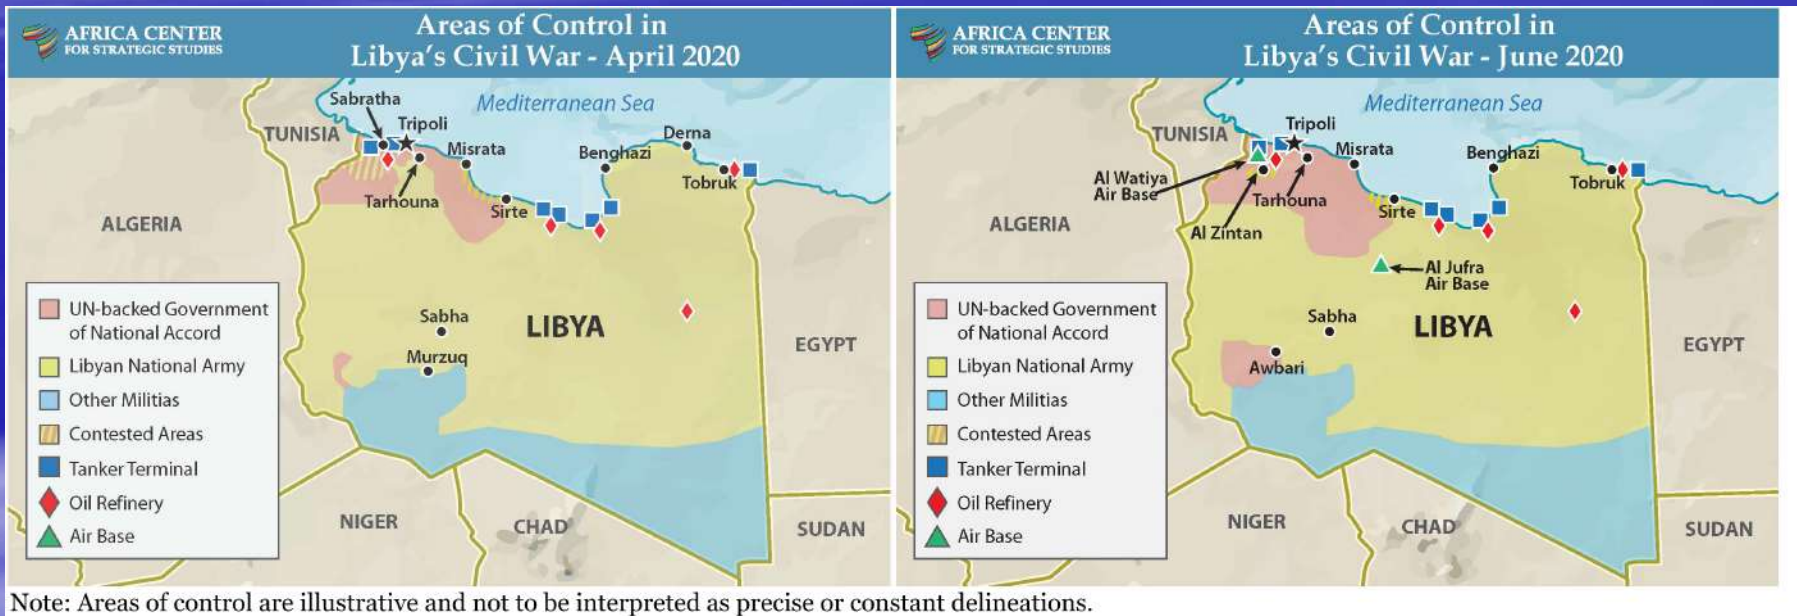 AFRICA CENTER
FOR STRATEGIC STUDIES
Areas of Control in
Libya's Civil War - April 2020
Mediterranean Sea
Sabratha
Tripoli
TUNISIA
Misrata
Derna
Benghazi
Tobruk
Tarhouna
Sirte
ALGERIA
Sabha
LIBYA
Murzuq
EGYPT
NIGER
CHAD
SUDAN
UN-backed Government
of National Accord
Libyan National Army
Other Militias
Contested Areas
Tanker Terminal
Oil Refinery
Air Base
AFRICA CENTER
FOR STRATEGIC STUDIES
Areas of Control in
Libya's Civil War - June 2020
Mediterranean Sea
TUNISIA
Tripoli
Misrata
Benghazi
Al Watiya
Air Base
Tobruk
Tarhouna
Sirte
ALGERIA
Al Zintan
Al Jufra
Air Base
Sabha
LIBYA
Awbari
EGYPT
NIGER
CHAD
SUDAN
UN-backed Government
of National Accord
Libyan National Army
Other Militias
Contested Areas
Tanker Terminal
Oil Refinery
Air Base
Note: Areas of control are illustrative and not to be interpreted as precise or constant delineations.